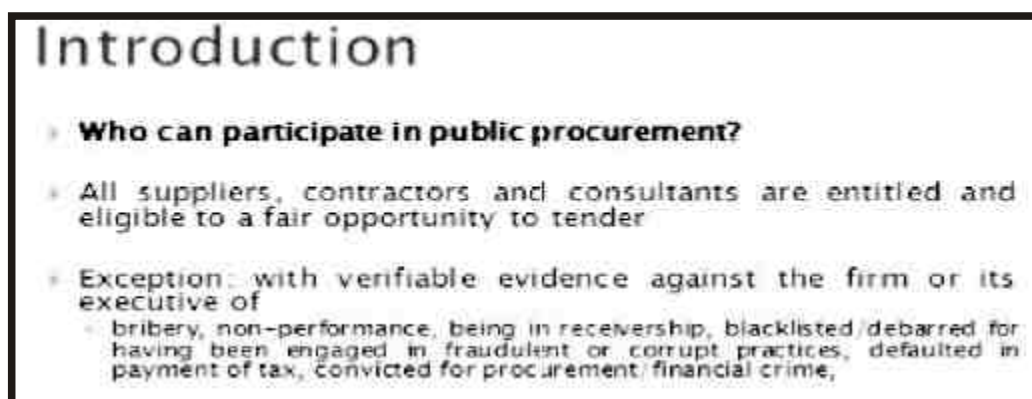 Introduction
Who can participate in public procurement?
All suppliers, contractors and consultants are entitled and
eligible to a fair opportunity to tender
Exception: with verifiable evidence against the firm or its
executive of
bribery, non-performance, being in receivership, blacklisted/debarred for
having been engaged in fraudulent or corrupt practices, defaulted in
payment of tax, convicted for procurement/financial crime,